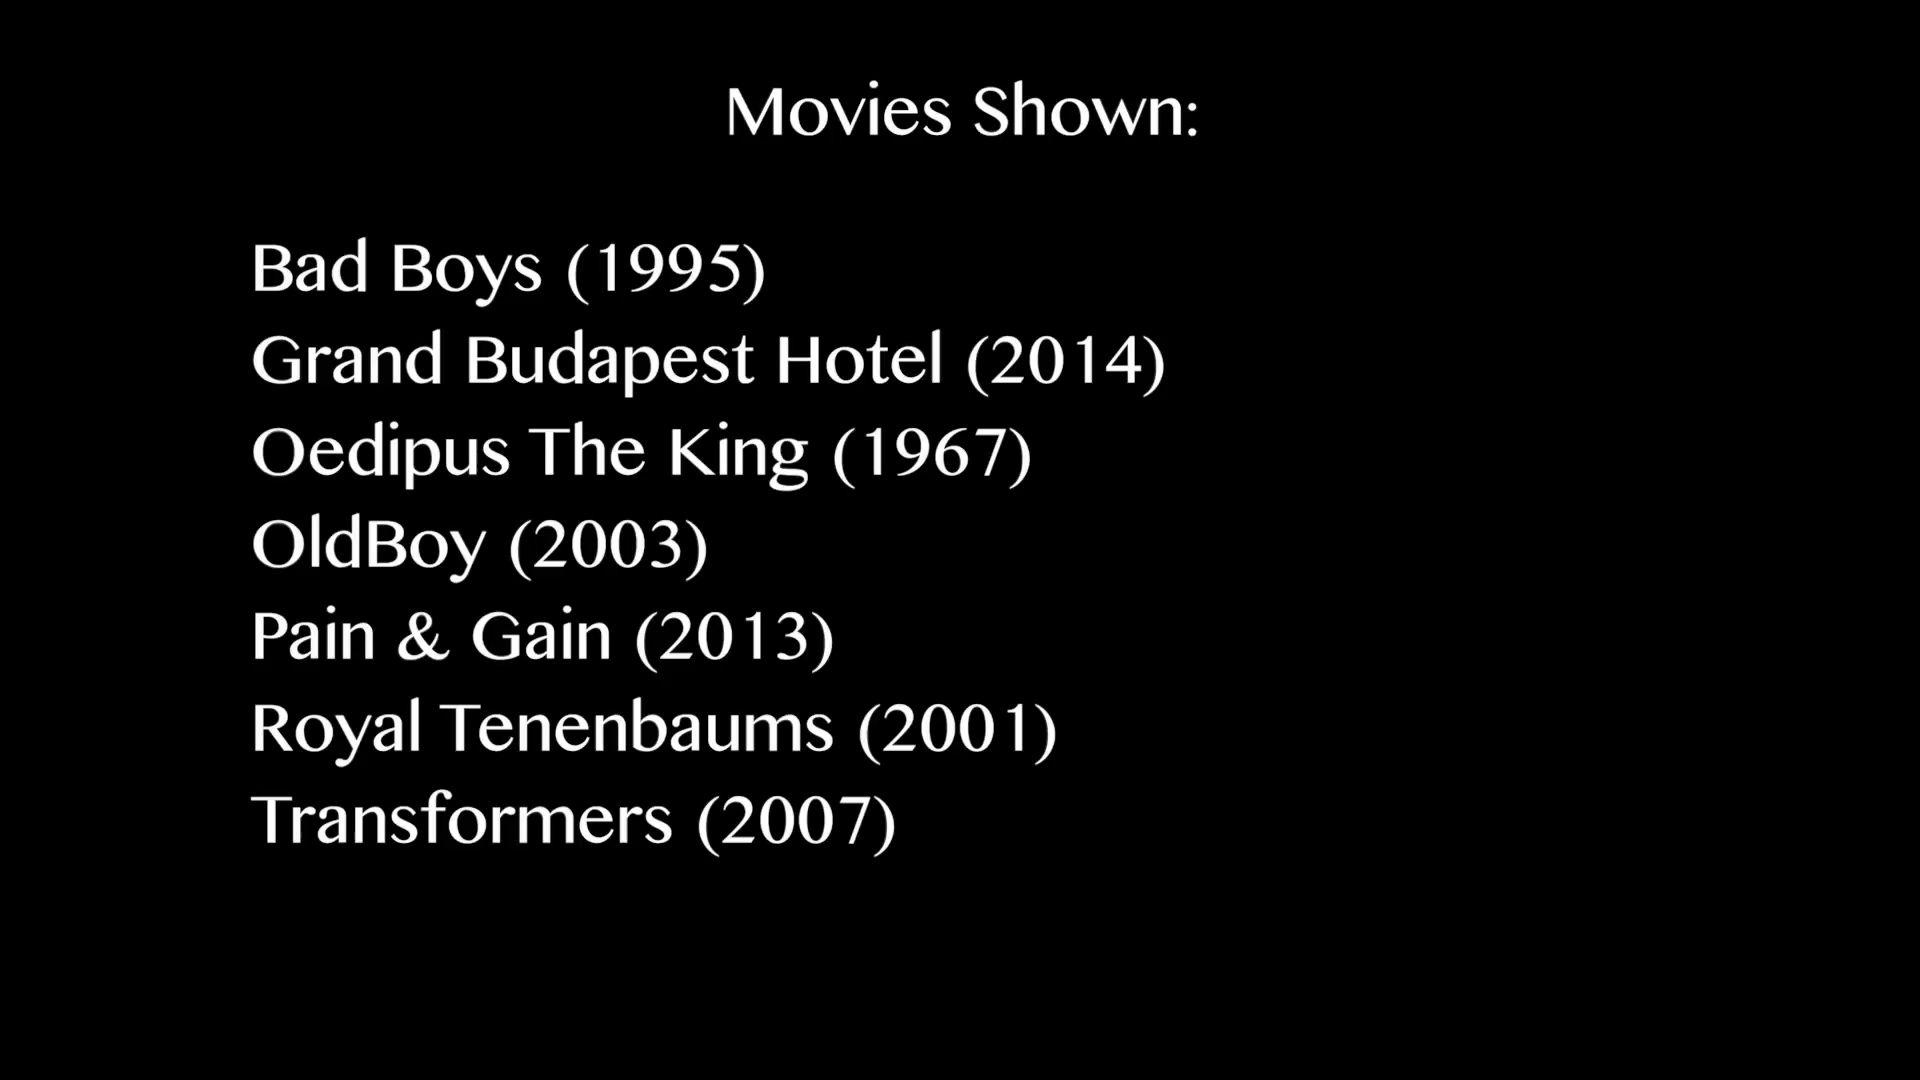 Movies Shown:
Bad Boys (1995)
Grand Budapest Hotel (2014)
Oedipus The King (1967)
OldBoy (2003)
Pain & Gain (2013)
Royal Tenenbaums (2001)
Transformers (2007)